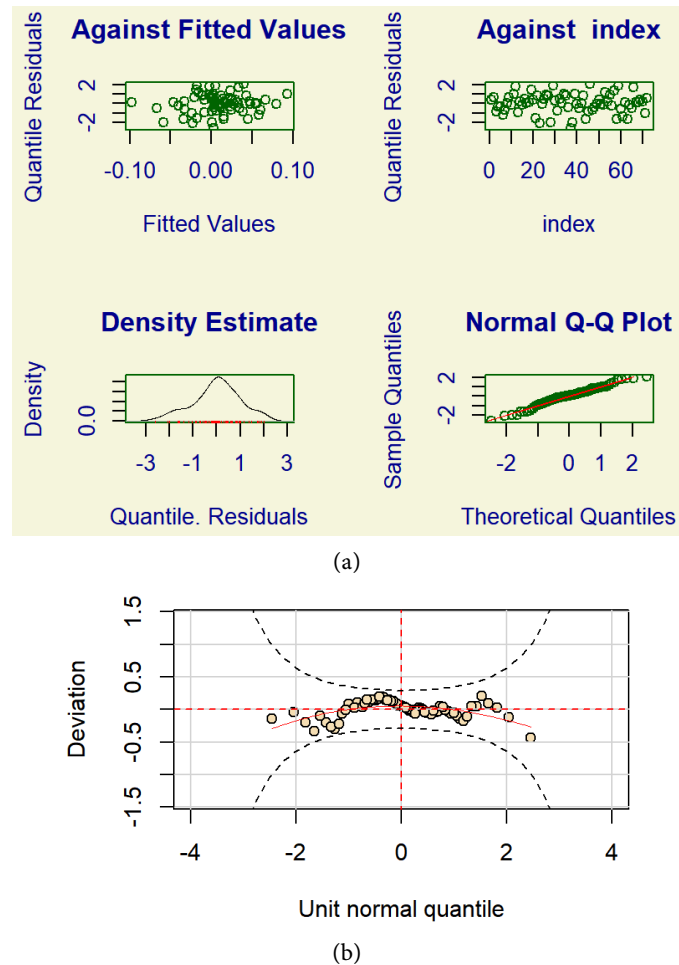 Against Fitted Values
Quantile Residuals
2
-2
-0.10 0.00 0.10
Fitted Values
Against index
Quantile Residuals
2
-2
0 20 40 60
index
Density Estimate
Density
0.0
-3 -1 1 3
Quantile. Residuals
Normal Q-Q Plot
Sample Quantiles
2
-2
-2 0 1 2
Theoretical Quantiles
(a)
Deviation
1.5
0.5
-0.5
-1.5
-4 -2 0 2 4
Unit normal quantile
(b)